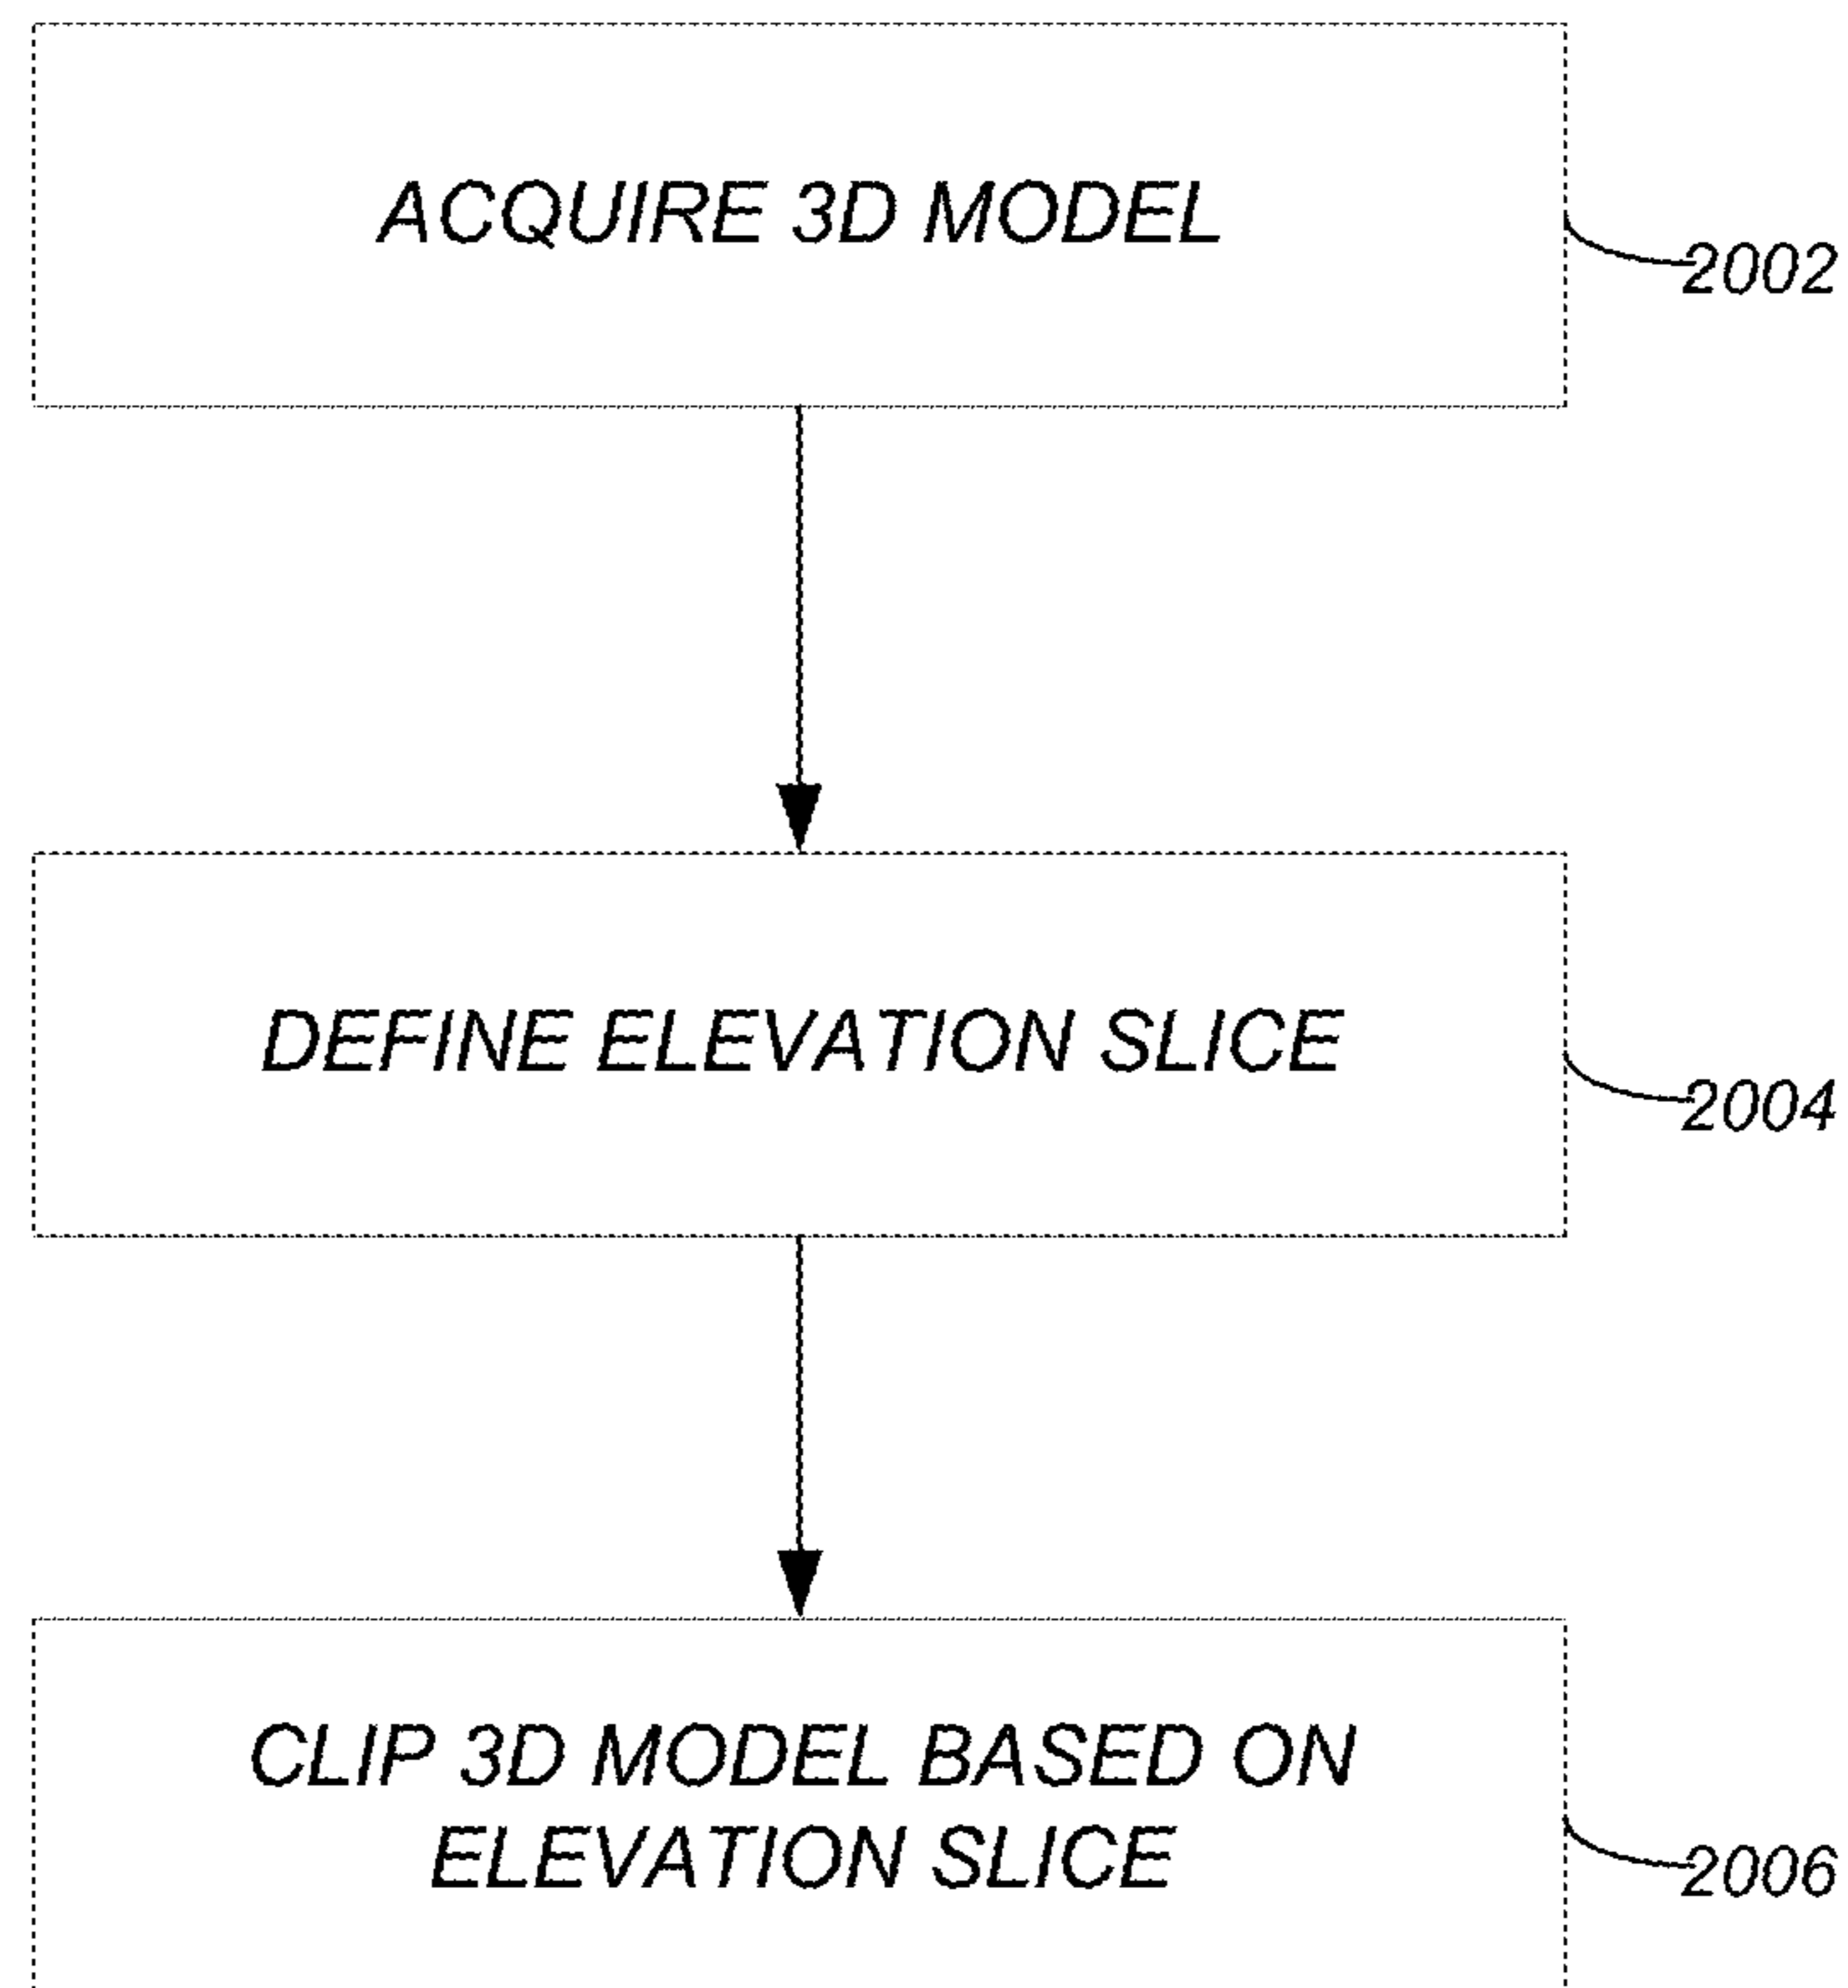 ACQUIRE 3D MODEL
2002
DEFINE ELEVATION SLICE
2004
CLIP 3D MODEL BASED ON
ELEVATION SLICE
2006